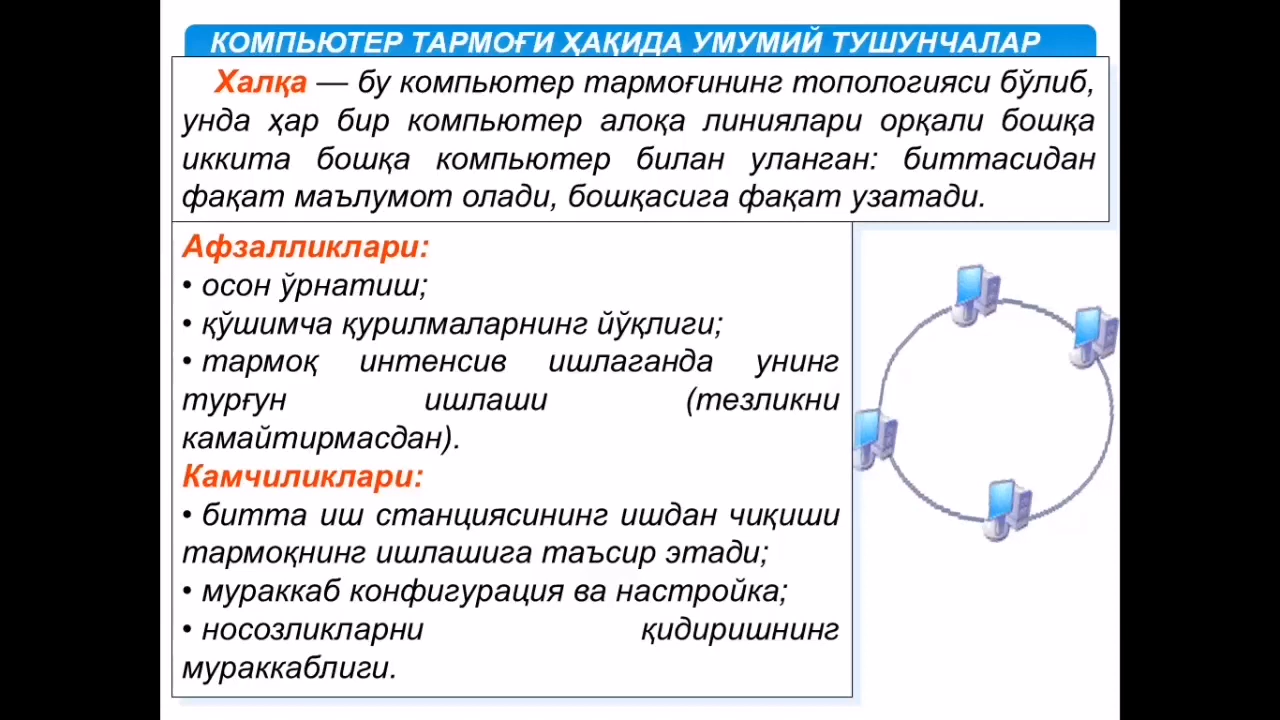 КОМПЬЮТЕР ТАРМОҒИ ҲАҚИДА УМУМИЙ ТУШУНЧАЛАР
Халқа — бу компьютер тармоғининг топологияси бўлиб,
унда ҳар бир компьютер алоқа линиялари орқали бошқа
иккита бошқа компьютер билан уланган: биттасидан
фақат маълумот олади, бошқасига фақат узатади.
Афзалликлари:
• осон ўрнатиш;
• қўшимча қурилмаларнинг йўқлиги;
• тармоқ интенсив ишлаганда унинг
турғун ишлаши (тезликни
камайтирмасдан).
Камчиликлари:
• битта иш станциясининг ишдан чиқиши
тармоқнинг ишлашига таъсир этади;
• мураккаб конфигурация ва настройка;
• носозликларни қидиришнинг
мураккаблиги.